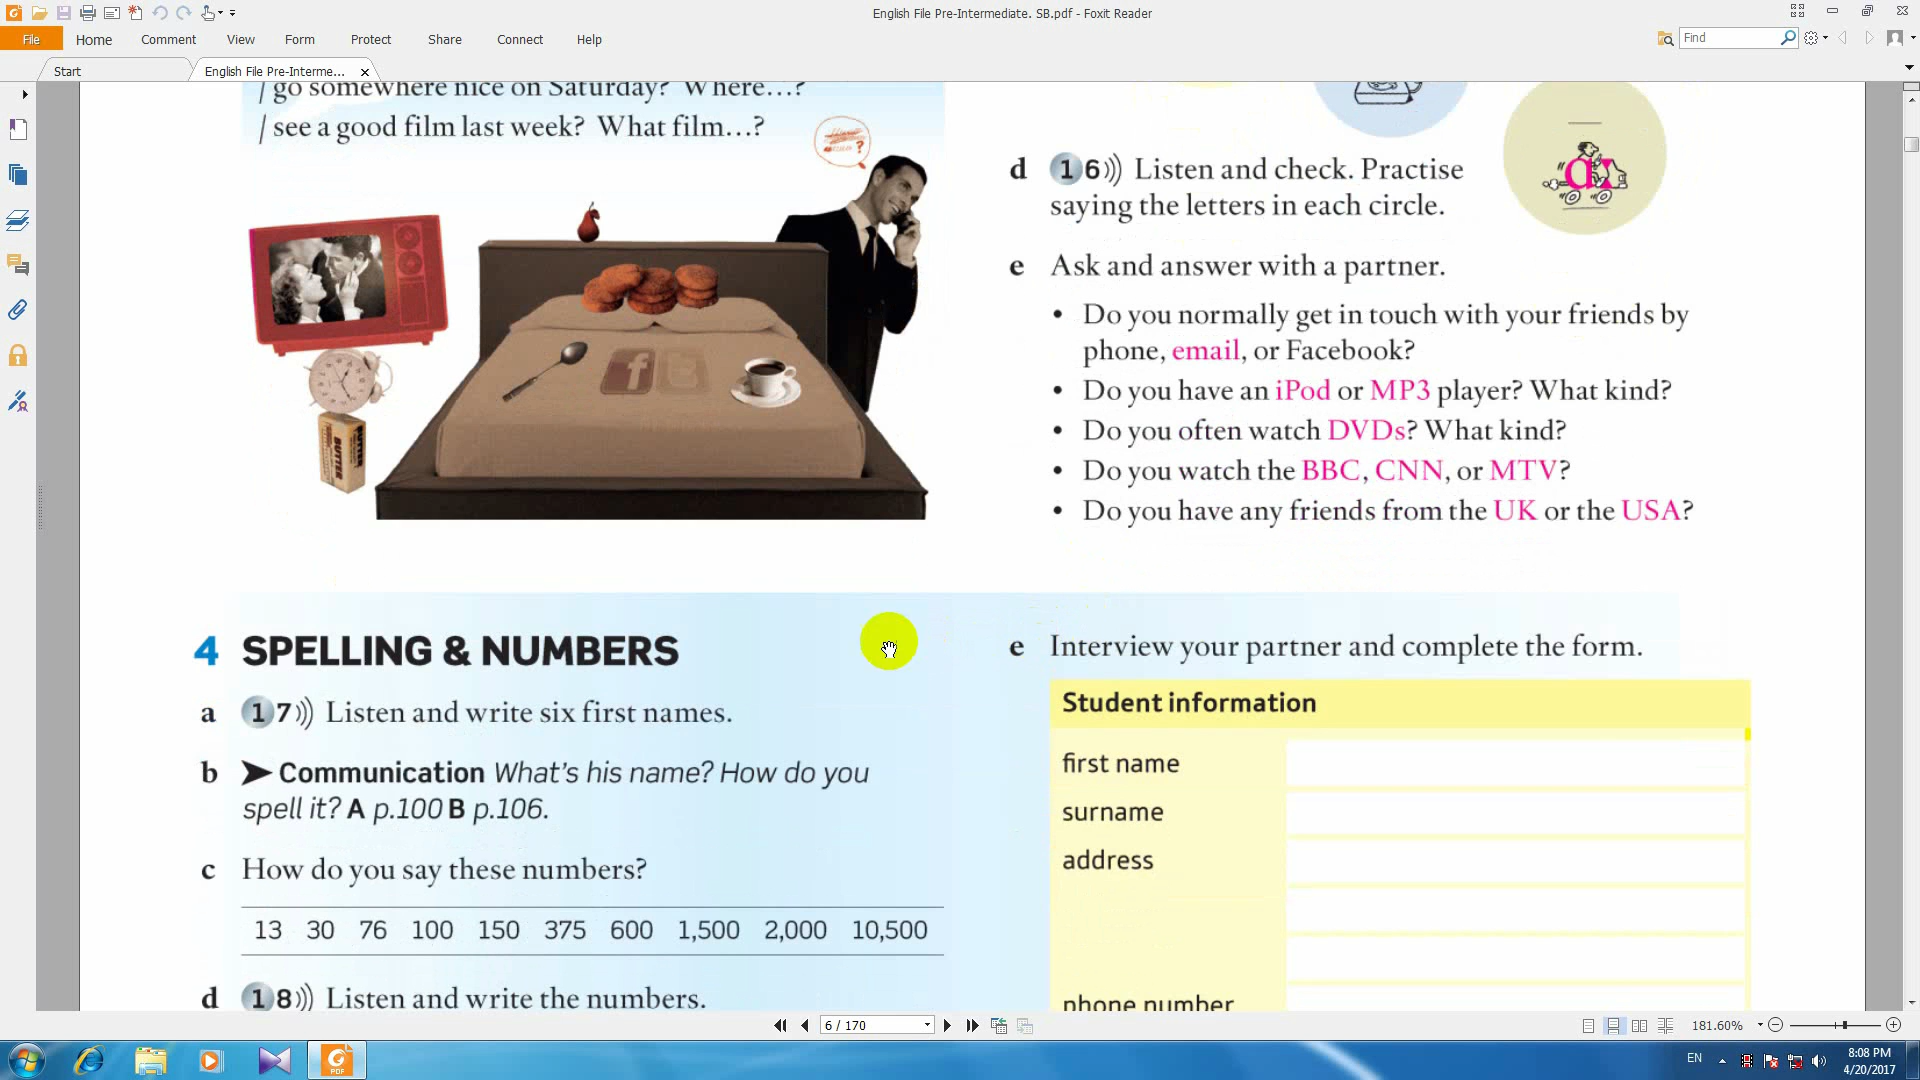 English File Pre-Intermediate. SB.pdf - Foxit Reader
File Home Comment View Form Protect Share Connect Help
Find
Start English File Pre-Interme...
/ go somewhere nice on Saturday? Where...?
/ see a good film last week? What film...?
BUTTER
BUTTER
d 1 6 Listen and check. Practise
saying the letters in each circle.
e Ask and answer with a partner.
• Do you normally get in touch with your friends by
phone, email, or Facebook?
• Do you have an iPod or MP3 player? What kind?
• Do you often watch DVDs? What kind?
• Do you watch the BBC, CNN, or MTV?
• Do you have any friends from the UK or the USA?
4 SPELLING & NUMBERS
a 1 7 Listen and write six first names.
b Communication What's his name? How do you
spell it? A p.100 B p.106.
c How do you say these numbers?
13 30 76 100 150 375 600 1,500 2,000 10,500
d 1 8 Listen and write the numbers.
e Interview your partner and complete the form.
Student information
first name
surname
address
phone number
6 / 170
181.60%
EN
8:08 PM
4/20/2017